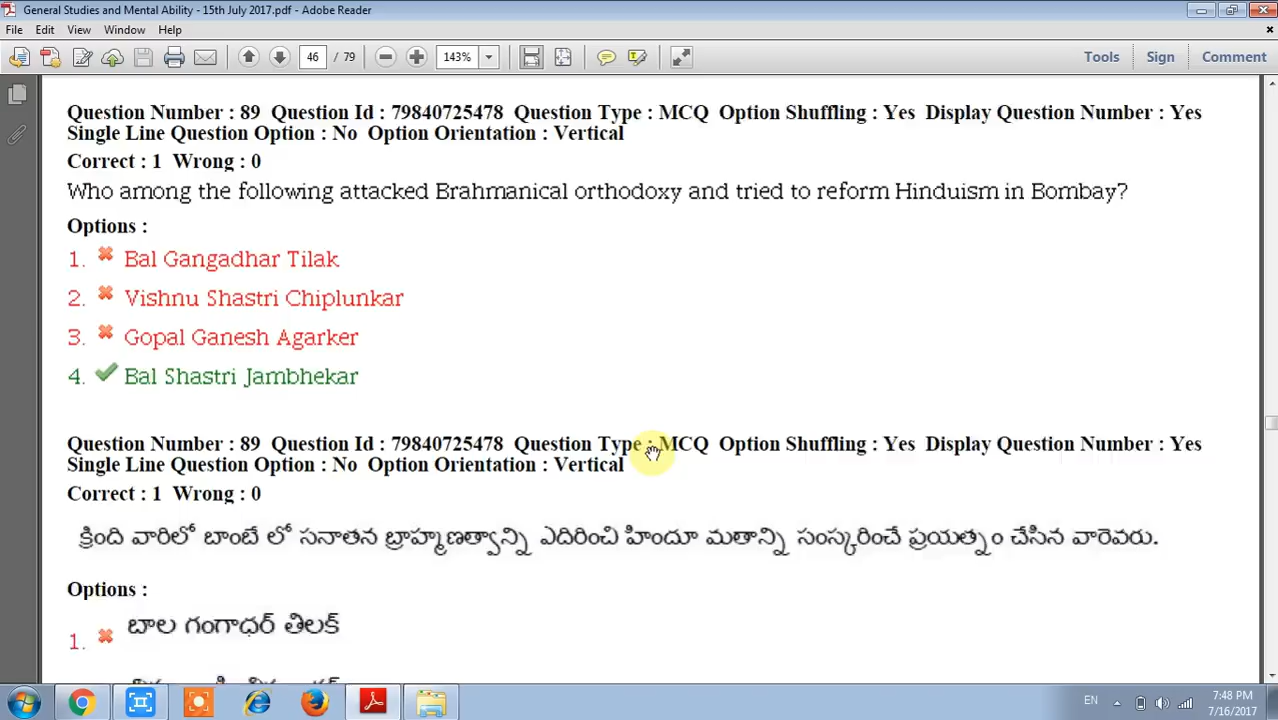 General Studies and Mental Ability - 15th July 2017.pdf - Adobe Reader
File Edit View Window Help
46 / 79 143% Tools Sign Comment
Question Number : 89 Question Id : 79840725478 Question Type : MCQ Option Shuffling : Yes Display Question Number : Yes
Single Line Question Option : No Option Orientation : Vertical
Correct : 1 Wrong : 0
Who among the following attacked Brahmanical orthodoxy and tried to reform Hinduism in Bombay?
Options :
1. Bal Gangadhar Tilak
2. Vishnu Shastri Chiplunkar
3. Gopal Ganesh Agarker
4. Bal Shastri Jambhekar
Question Number : 89 Question Id : 79840725478 Question Type : MCQ Option Shuffling : Yes Display Question Number : Yes
Single Line Question Option : No Option Orientation : Vertical
Correct : 1 Wrong : 0
క్రింది వారిలో బాంబే లో సనాతన బ్రాహ్మణత్వాన్ని ఎదిరించి హిందూ మతాన్ని సంస్కరించే ప్రయత్నం చేసిన వారెవరు.
Options :
1. బాల గంగాధర్ తిలక్
EN 7:48 PM
7/16/2017